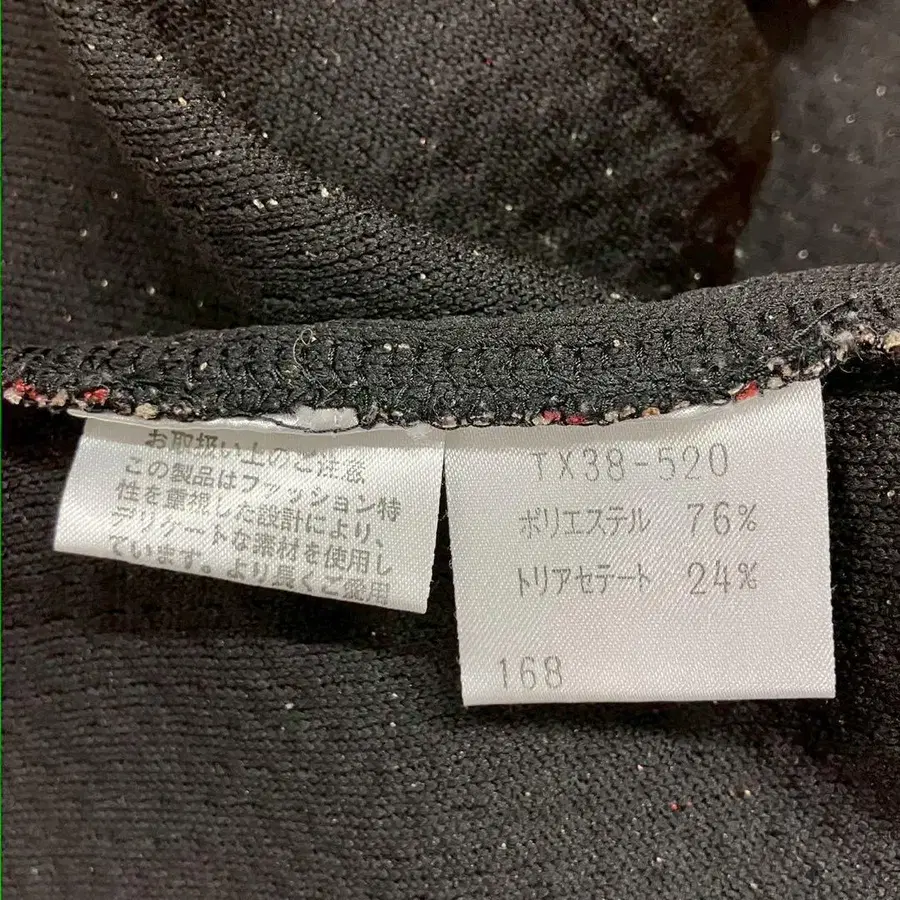 お取扱い上のご注意
この製品はファッション特
性を重視した設計により、
デリケートな素材を使用し
ています。より良くご愛用
TX38-520
ポリエステル 76%
トリアセテート 24%
168